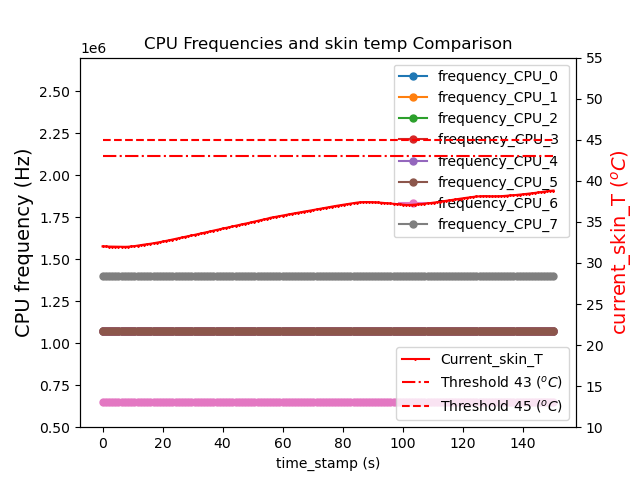 CPU Frequencies and skin temp Comparison
1e6
2.50
2.25
2.00
1.75
1.50
1.25
1.00
0.75
0.50
CPU frequency (Hz)
0
20
40
60
80
100
120
140
time_stamp (s)
55
50
45
40
35
30
25
20
15
10
current_skin_T (°C)
frequency_CPU_0
frequency_CPU_1
frequency_CPU_2
frequency_CPU_3
frequency_CPU_4
frequency_CPU_5
frequency_CPU_6
frequency_CPU_7
Current_skin_T
Threshold 43 (°C)
Threshold 45 (°C)